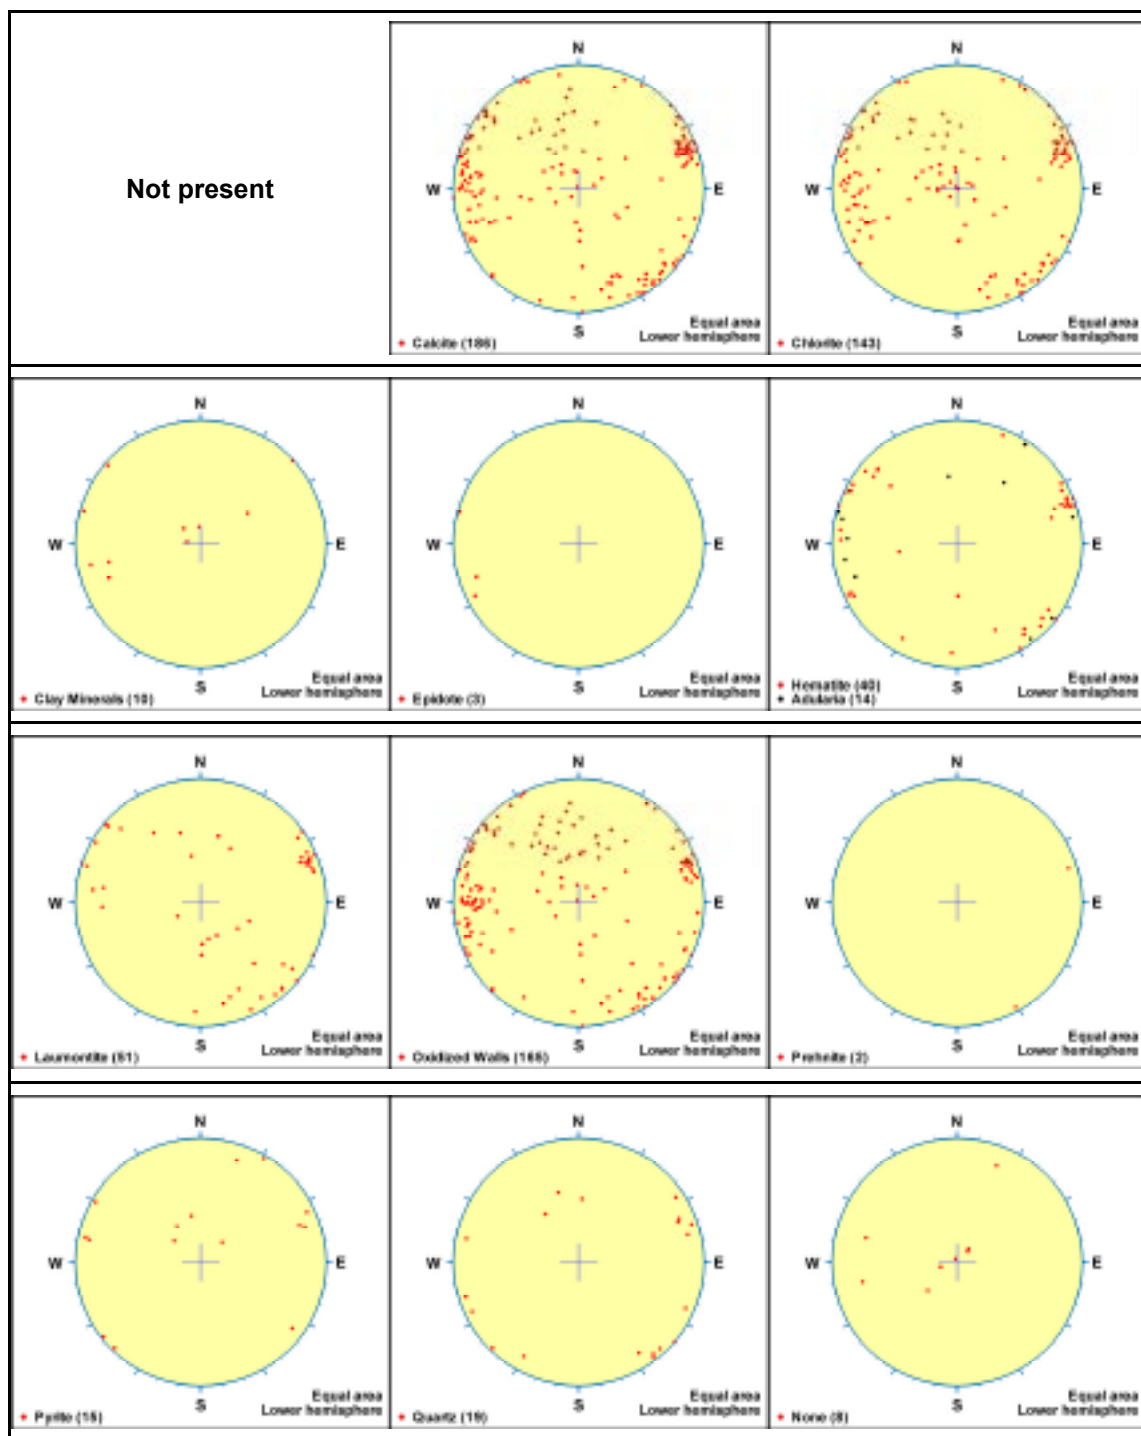 Not present
N
W
E
S
Equal area
Lower hemisphere
Calcite (186)
N
W
E
S
Equal area
Lower hemisphere
Chlorite (143)
N
W
E
S
Equal area
Lower hemisphere
Clay Minerals (10)
N
W
E
S
Equal area
Lower hemisphere
Epidote (3)
N
W
E
S
Equal area
Lower hemisphere
Hematite (40)
Adularia (14)
N
W
E
S
Equal area
Lower hemisphere
Laumontite (51)
N
W
E
S
Equal area
Lower hemisphere
Oxidized Walls (165)
N
W
E
S
Equal area
Lower hemisphere
Prehnite (2)
N
W
E
S
Equal area
Lower hemisphere
Pyrite (15)
N
W
E
S
Equal area
Lower hemisphere
Quartz (19)
N
W
E
S
Equal area
Lower hemisphere
None (8)